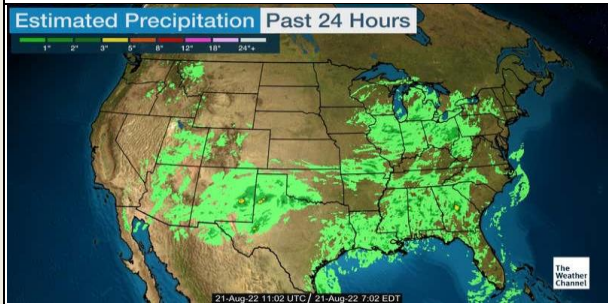 Estimated Precipitation Past 24 Hours
1" 2" 3" 5" 8" 12" 18" 24"+
The
Weather
Channel
21-Aug-22 11:02 UTC / 21-Aug-22 7:02 EDT